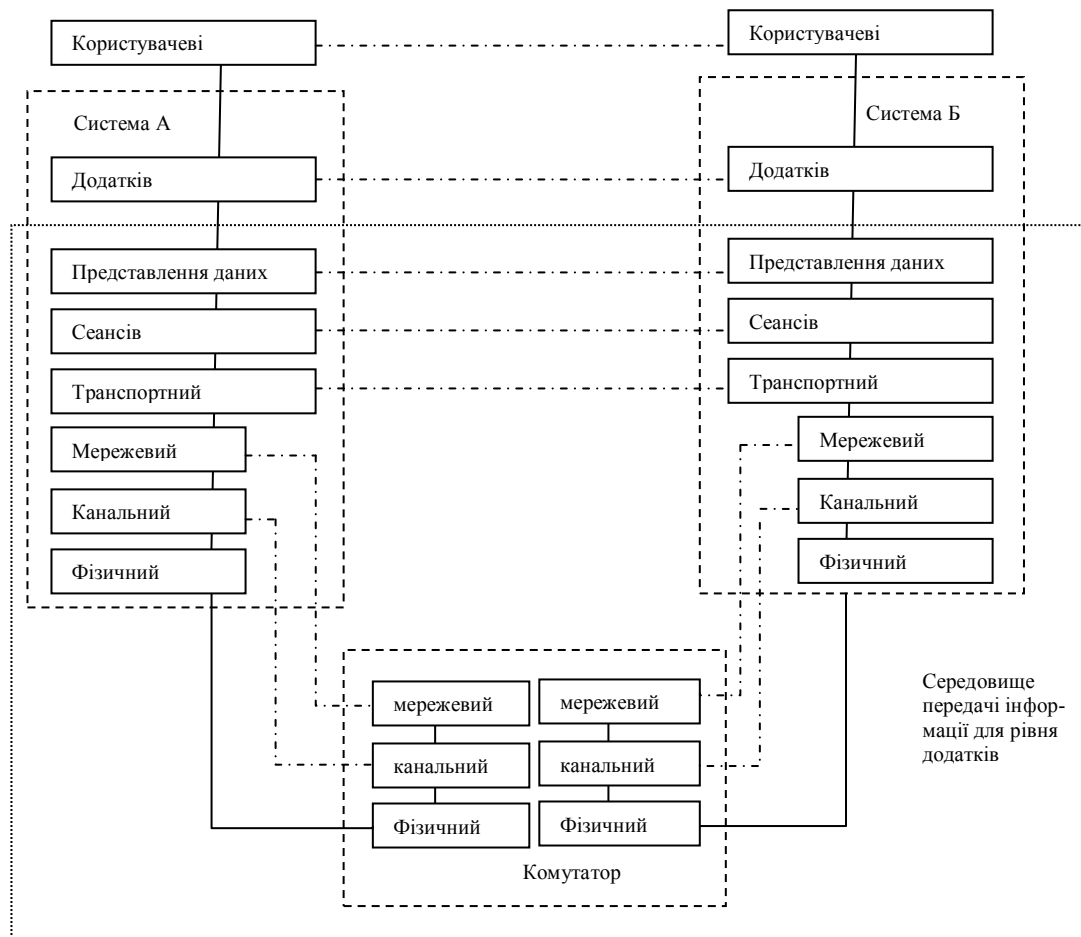 Користувачеві
Користувачеві
Система А
Система Б
Додатків
Додатків
Представлення даних
Представлення даних
Сеансів
Сеансів
Транспортний
Транспортний
Мережевий
Мережевий
Канальний
Канальний
Фізичний
Фізичний
мережевий
мережевий
канальний
канальний
Фізичний
Фізичний
Комутатор
Середовище
передачі інфор-
мації для рівня
додатків